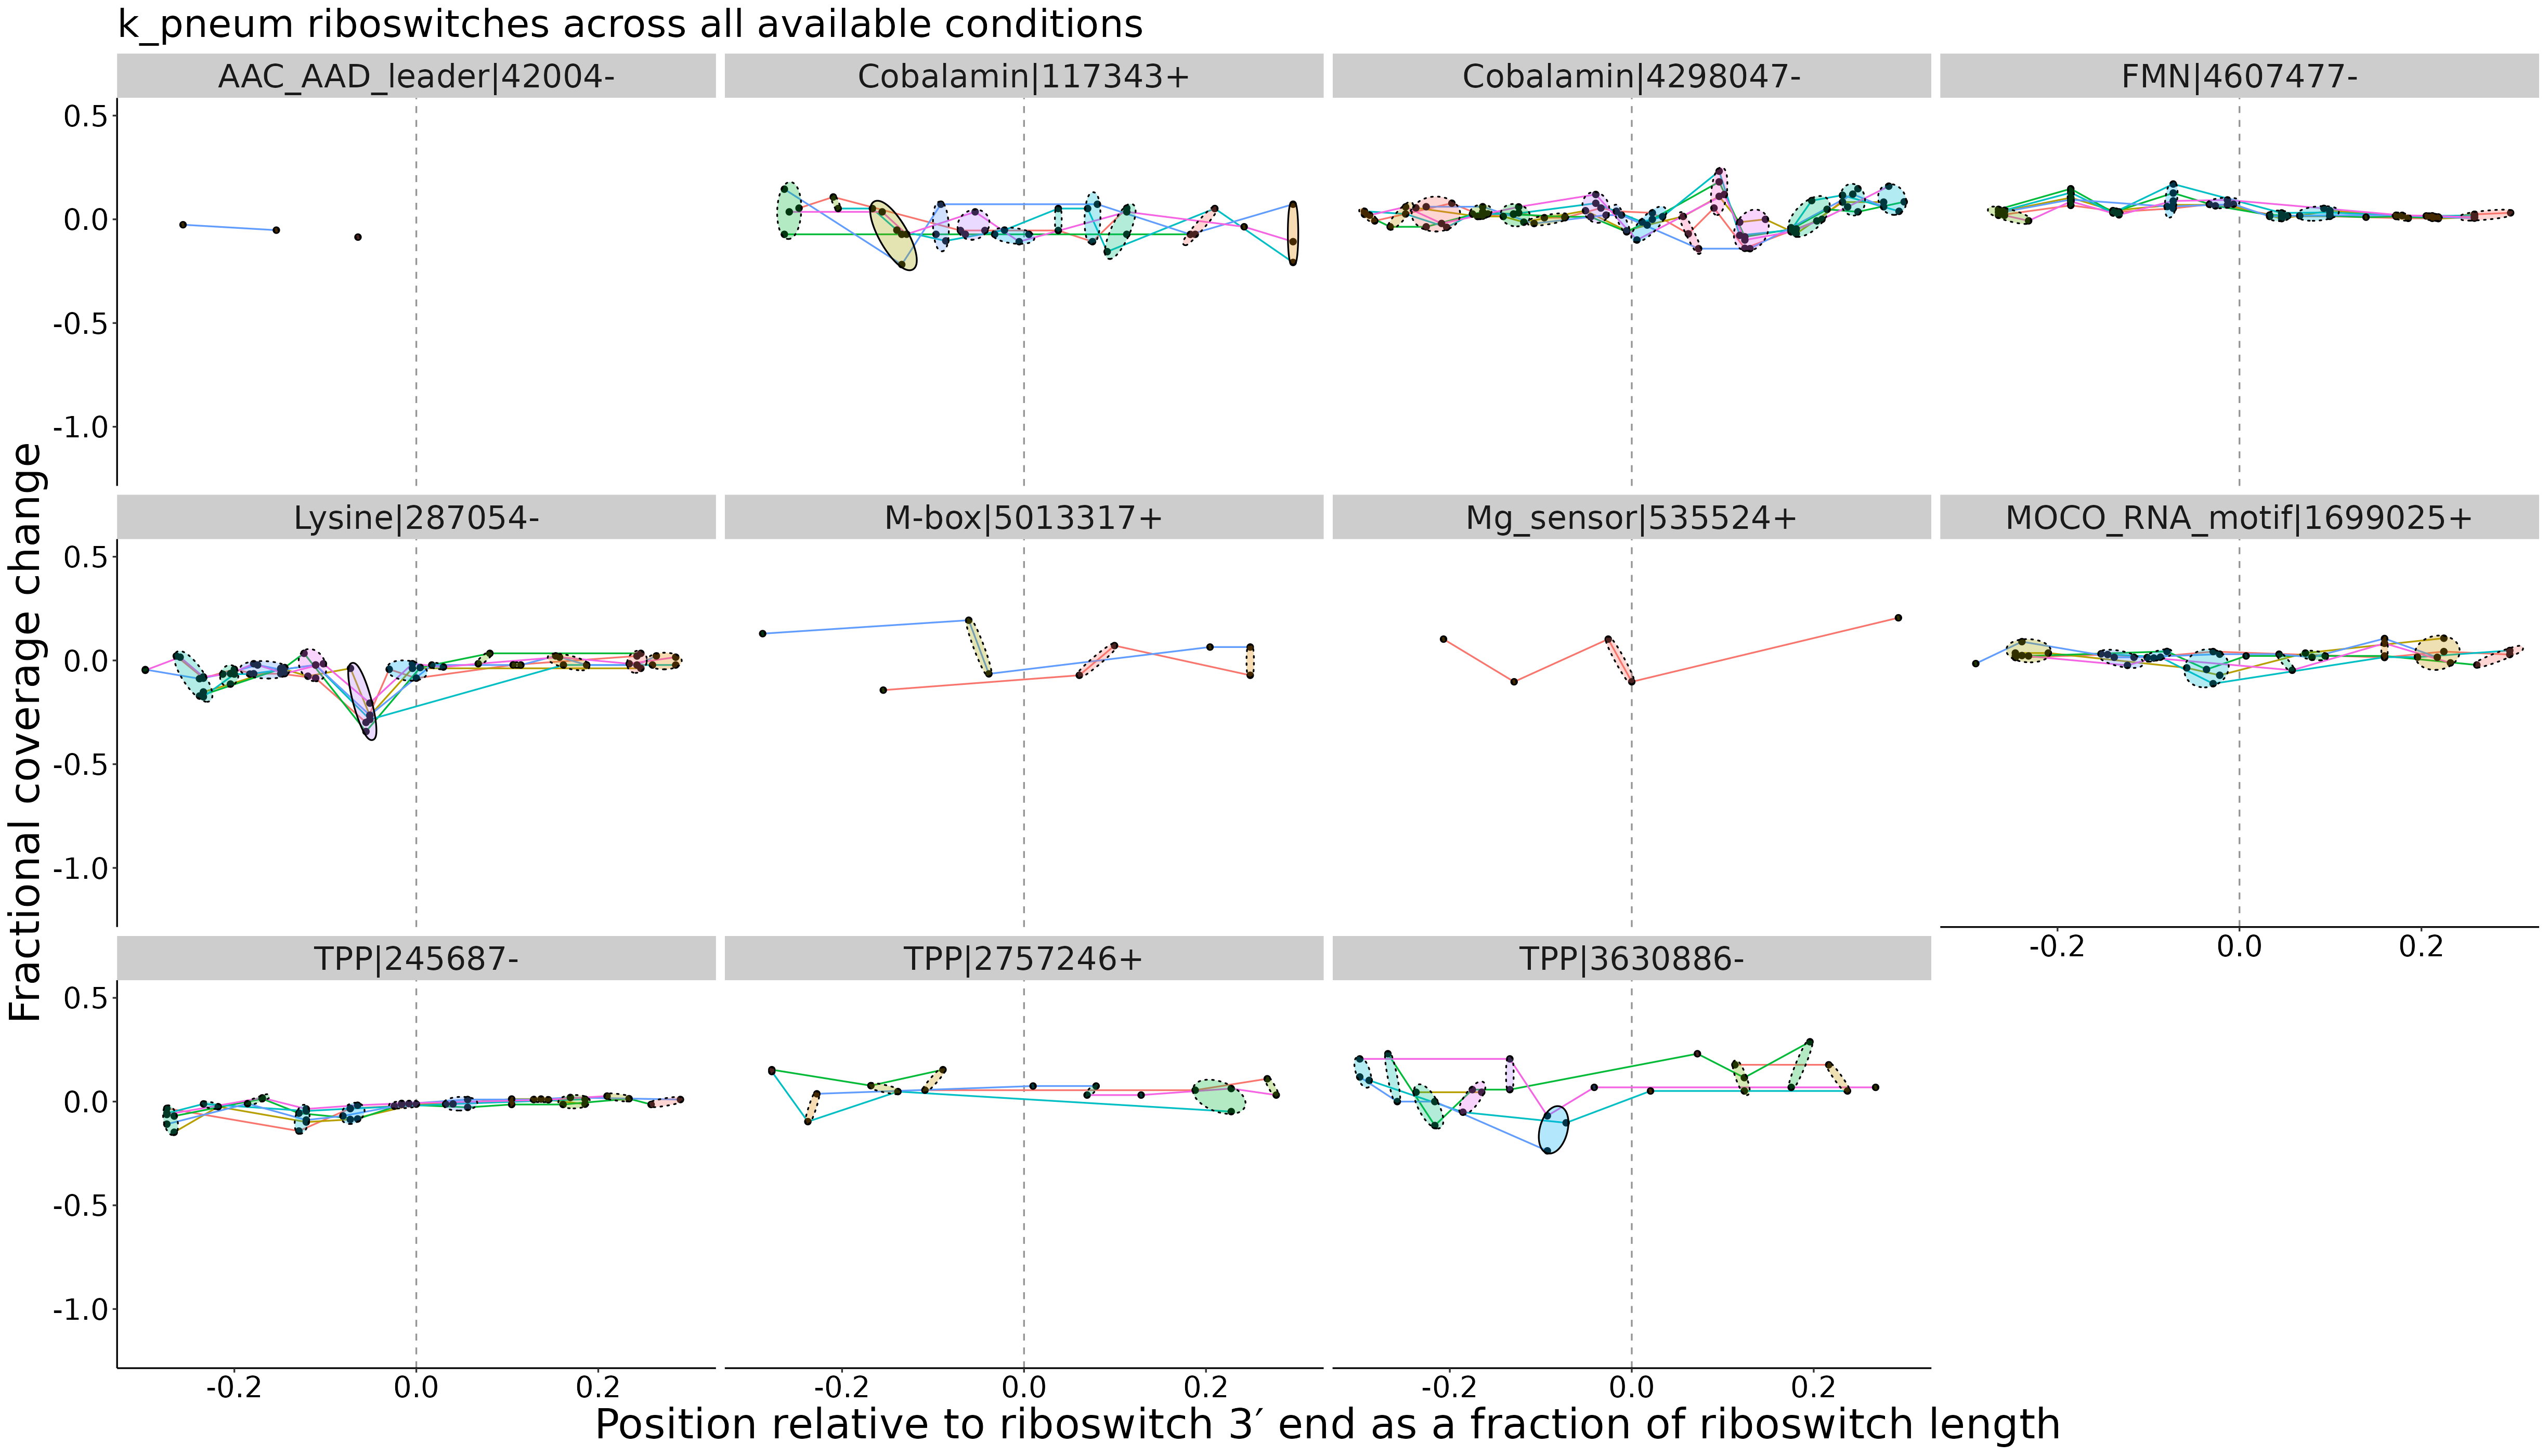 k_pneum riboswitches across all available conditions
AAC_AAD_leader|42004-
Cobalamin|117343+
Cobalamin|4298047-
FMN|4607477-
0.5
0.0
-0.5
-1.0
Lysine|287054-
M-box|5013317+
Mg_sensor|535524+
MOCO_RNA_motif|1699025+
0.5
0.0
-0.5
-1.0
-0.2 0.0 0.2
TPP|245687-
TPP|2757246+
TPP|3630886-
0.5
0.0
-0.5
-1.0
-0.2 0.0 0.2
-0.2 0.0 0.2
-0.2 0.0 0.2
Position relative to riboswitch 3′ end as a fraction of riboswitch length
Fractional coverage change